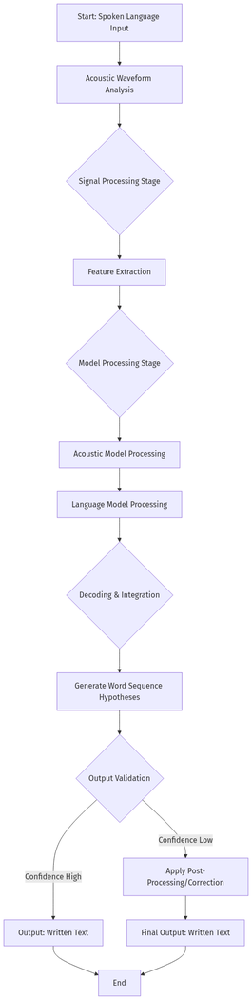 Start: Spoken Language
Input
Acoustic Waveform
Analysis
Signal Processing Stage
Feature Extraction
Model Processing Stage
Acoustic Model Processing
Language Model Processing
Decoding & Integration
Generate Word Sequence
Hypotheses
Output Validation
Confidence Low
Confidence High
Apply Post-
Processing/Correction
Output: Written Text
Final Output: Written Text
End